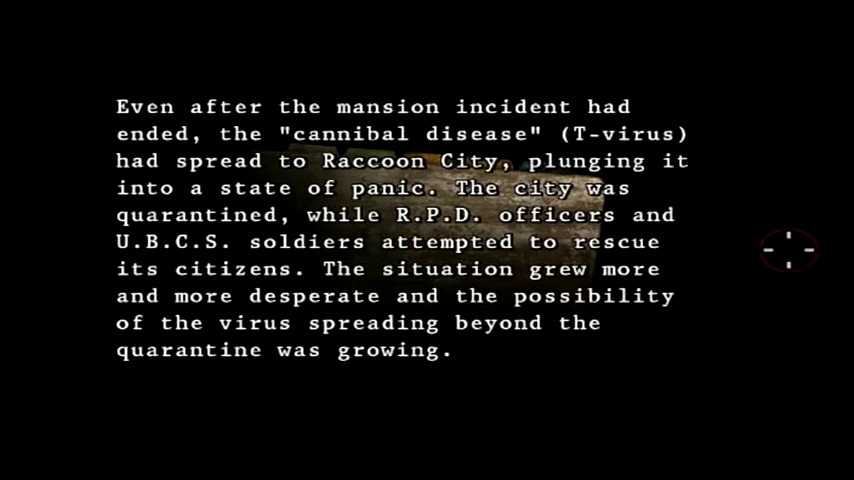 Even after the mansion incident had
ended, the "cannibal disease" (T-virus)
had spread to Raccoon City, plunging it
into a state of panic. The city was
quarantined, while R.P.D. officers and
U.B.C.S. soldiers attempted to rescue
its citizens. The situation grew more
and more desperate and the possibility
of the virus spreading beyond the
quarantine was growing.